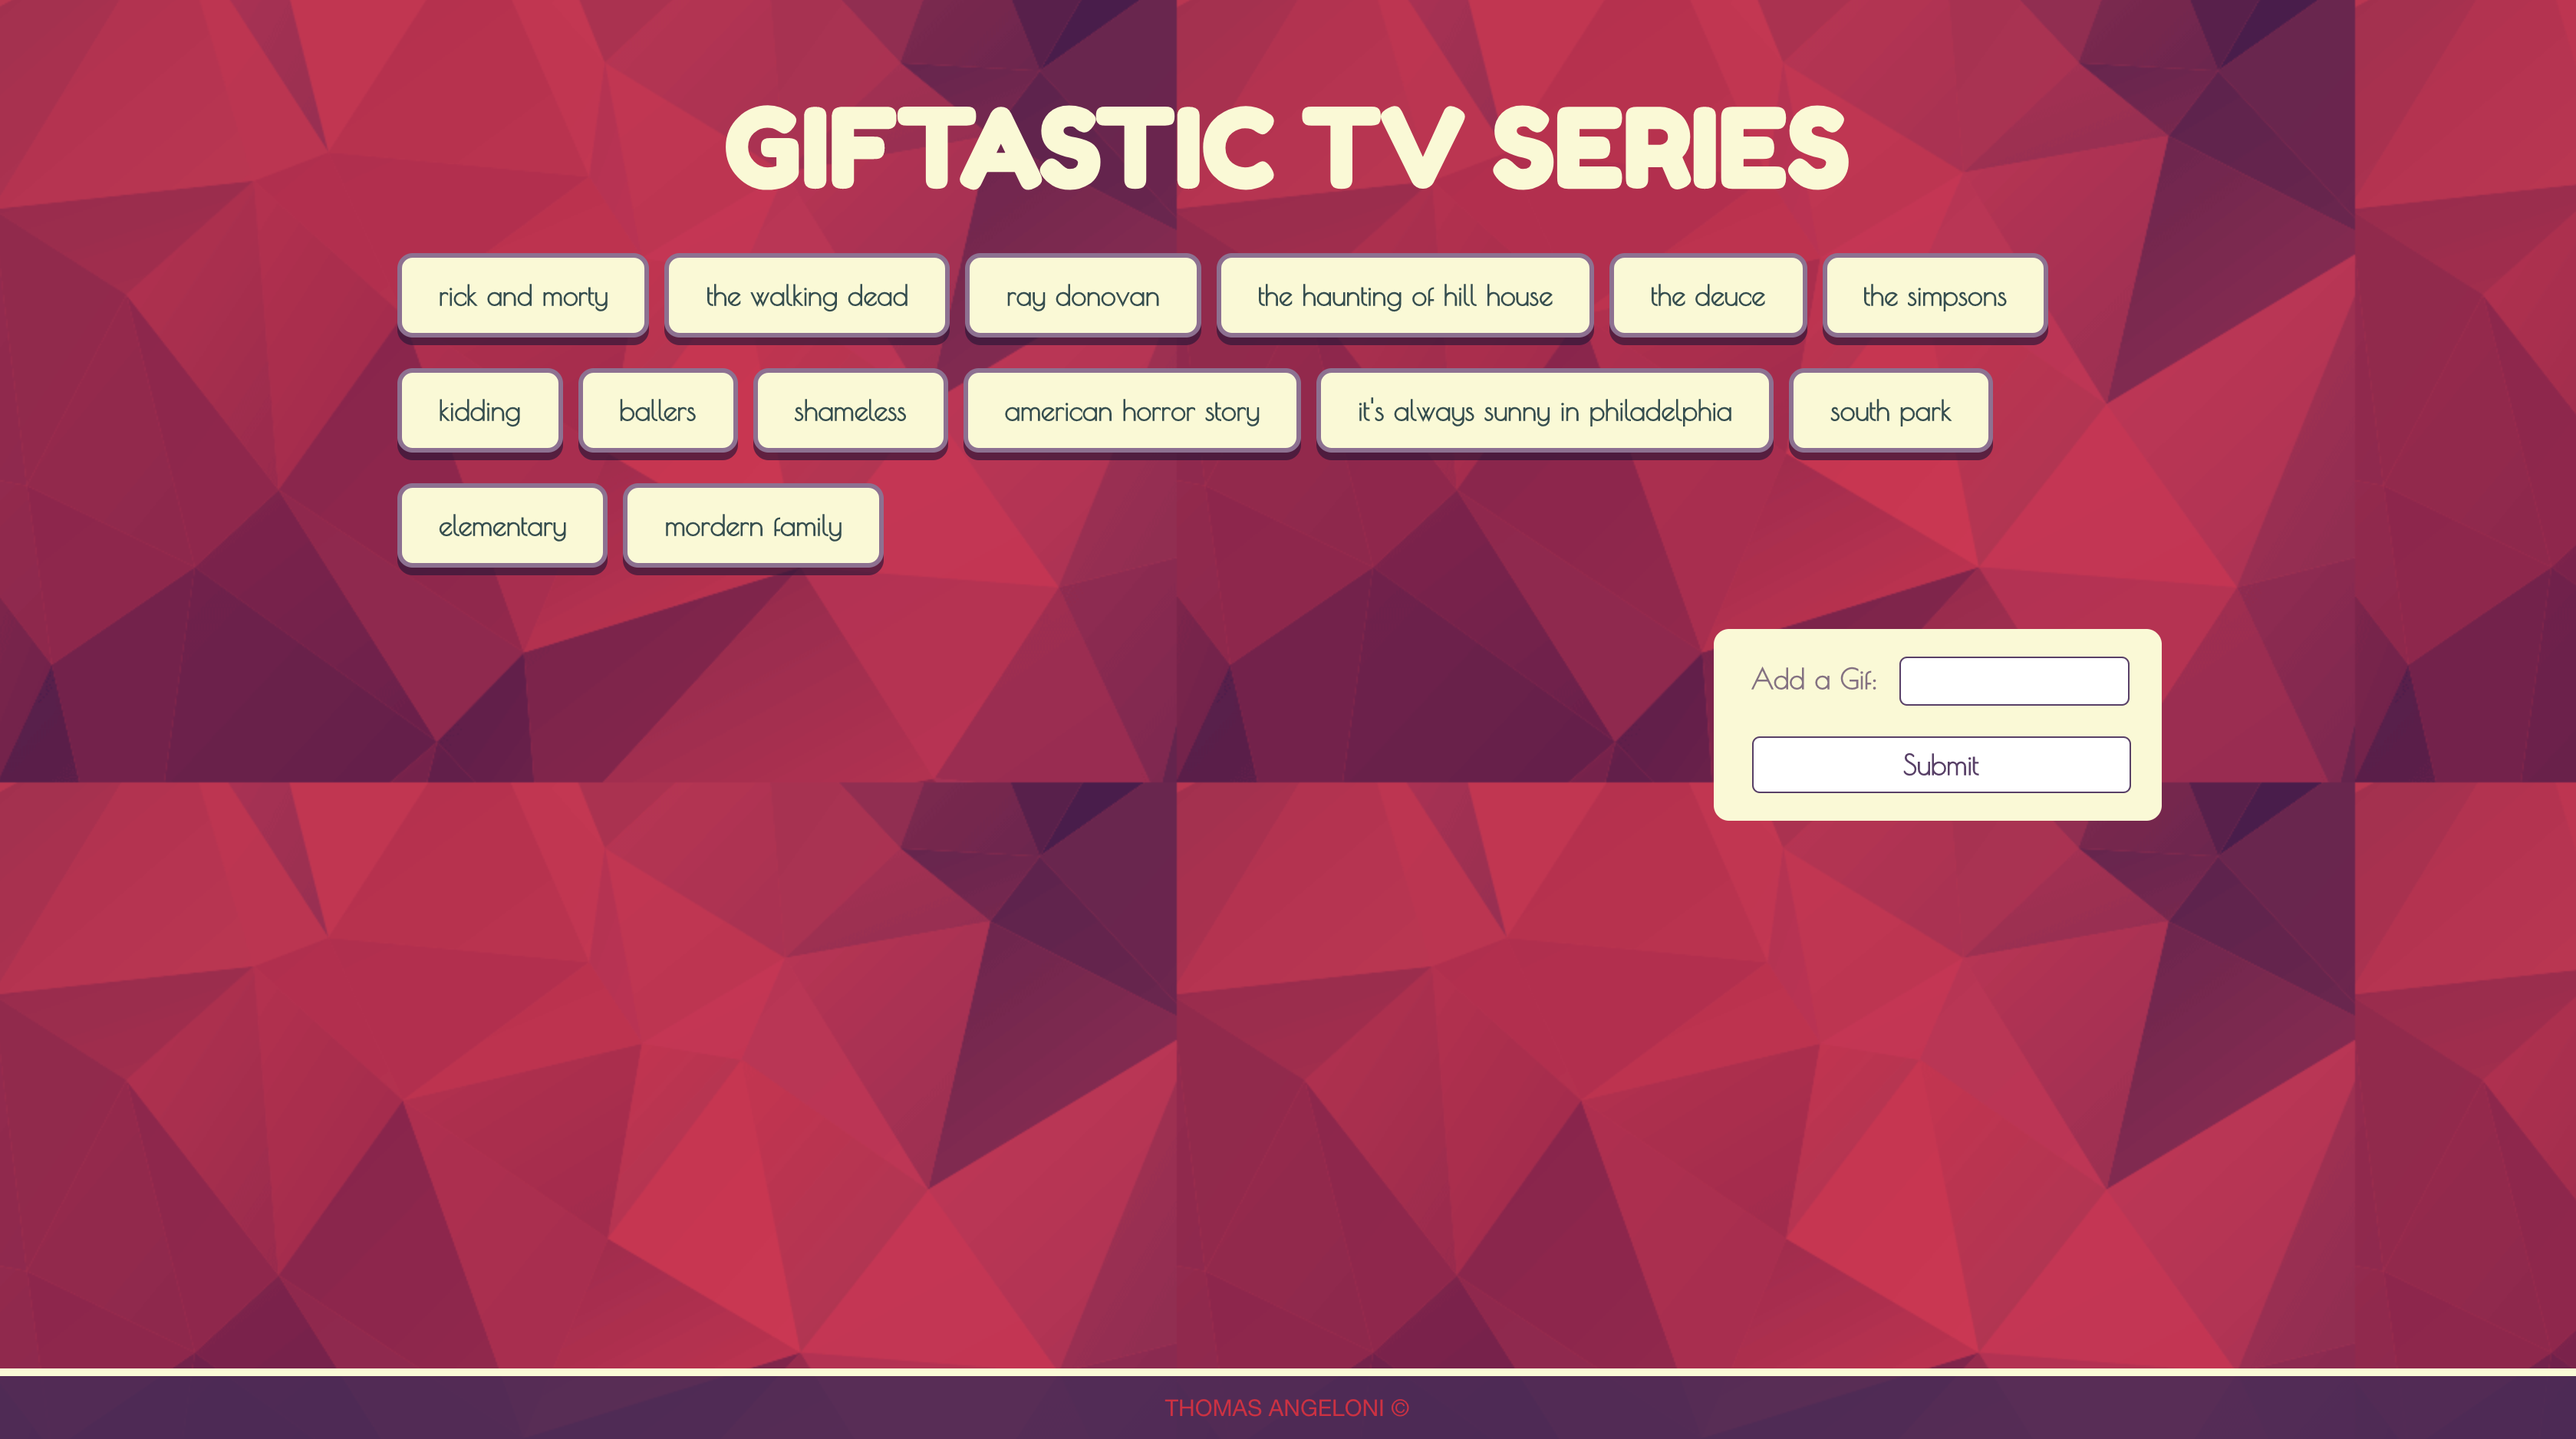 GIFTASTIC TV SERIES
rick and morty the walking dead ray donovan the haunting of hill house the deuce the simpsons
kidding ballers shameless american horror story it's always sunny in philadelphia south park
elementary mordern family
Add a Gif:
Submit
THOMAS ANGELONI ©